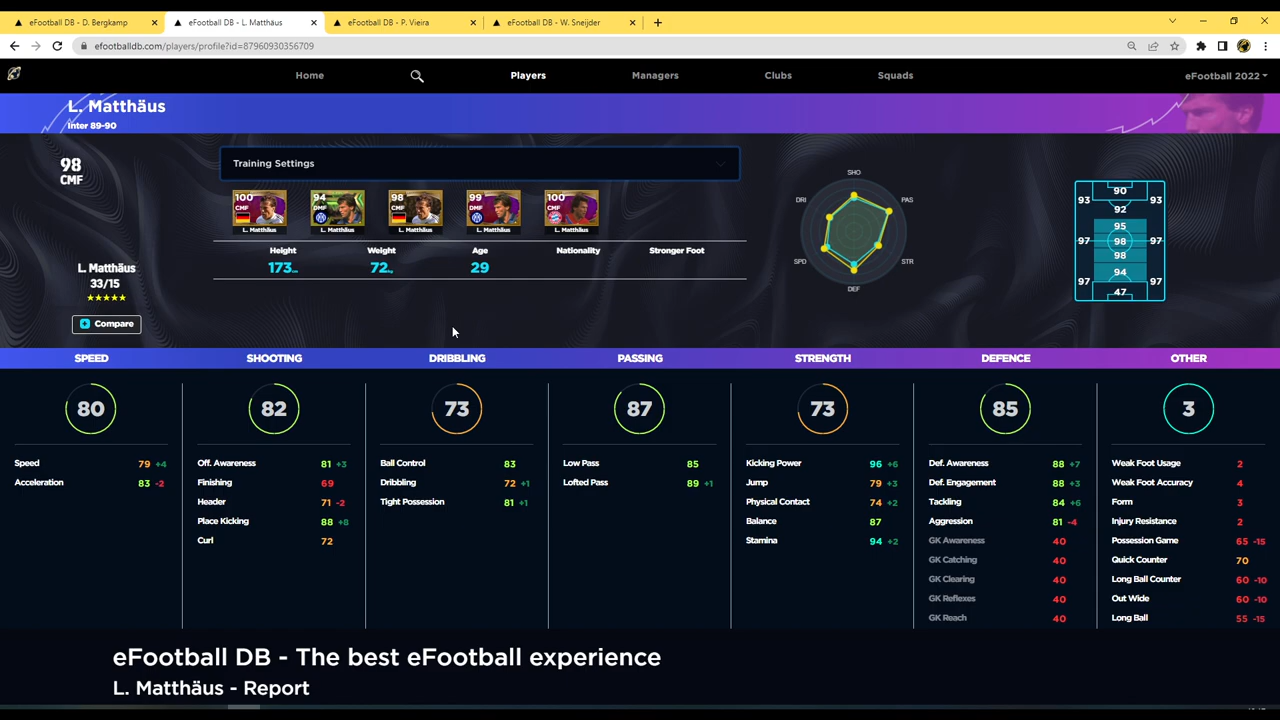 eFootball DB - D. Bergkamp
eFootball DB - L. Matthäus
eFootball DB - P. Vieira
eFootball DB - W. Sneijder
efootballdb.com/players/profile?id=87960930356709
Home
Players
Managers
Clubs
Squads
eFootball 2022
L. Matthäus
Inter 89-90
98
CMF
L. Matthäus
33/15
★★★★★
Compare
Training Settings
100 CMF L. Matthäus
94 DMF L. Matthäus
98 CMF L. Matthäus
99 DMF L. Matthäus
100 CMF L. Matthäus
Height Weight Age Nationality Stronger Foot
173 72 29
SHO
PAS
STR
DEF
SPD
DRI
90
93 93
92
95
97 98 97
98
94
97 97
47
SPEED
80
Speed 79 +4
Acceleration 83 -2
SHOOTING
82
Off. Awareness 81 +3
Finishing 69
Header 71 -2
Place Kicking 88 +8
Curl 72
DRIBBLING
73
Ball Control 83
Dribbling 72 +1
Tight Possession 81 +1
PASSING
87
Low Pass 85
Lofted Pass 89 +1
STRENGTH
73
Kicking Power 96 +6
Jump 79 +3
Physical Contact 74 +2
Balance 87
Stamina 94 +2
DEFENCE
85
Def. Awareness 88 +7
Def. Engagement 88 +3
Tackling 84 +6
Aggression 81 -4
GK Awareness 40
GK Catching 40
GK Clearing 40
GK Reflexes 40
GK Reach 40
OTHER
3
Weak Foot Usage 2
Weak Foot Accuracy 4
Form 3
Injury Resistance 2
Possession Game 65 -15
Quick Counter 70
Long Ball Counter 60 -10
Out Wide 60 -10
Long Ball 55 -15
eFootball DB - The best eFootball experience
L. Matthäus - Report